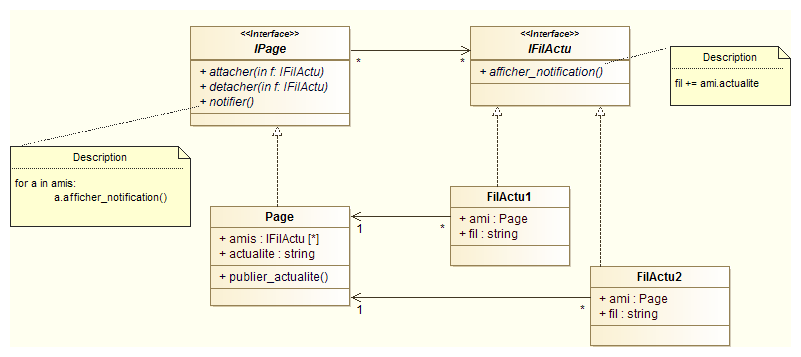 <<Interface>>
IPage
+ attacher(in f: IFilActu)
+ detacher(in f: IFilActu)
+ notifier()
*
*
<<Interface>>
IFilActu
+ afficher_notification()
Description
fil += ami.actualite
Description
for a in amis:
a.afficher_notification()
Page
+ amis : IFilActu [*]
+ actualite : string
+ publier_actualite()
1
*
FilActu1
+ ami : Page
+ fil : string
1
*
FilActu2
+ ami : Page
+ fil : string